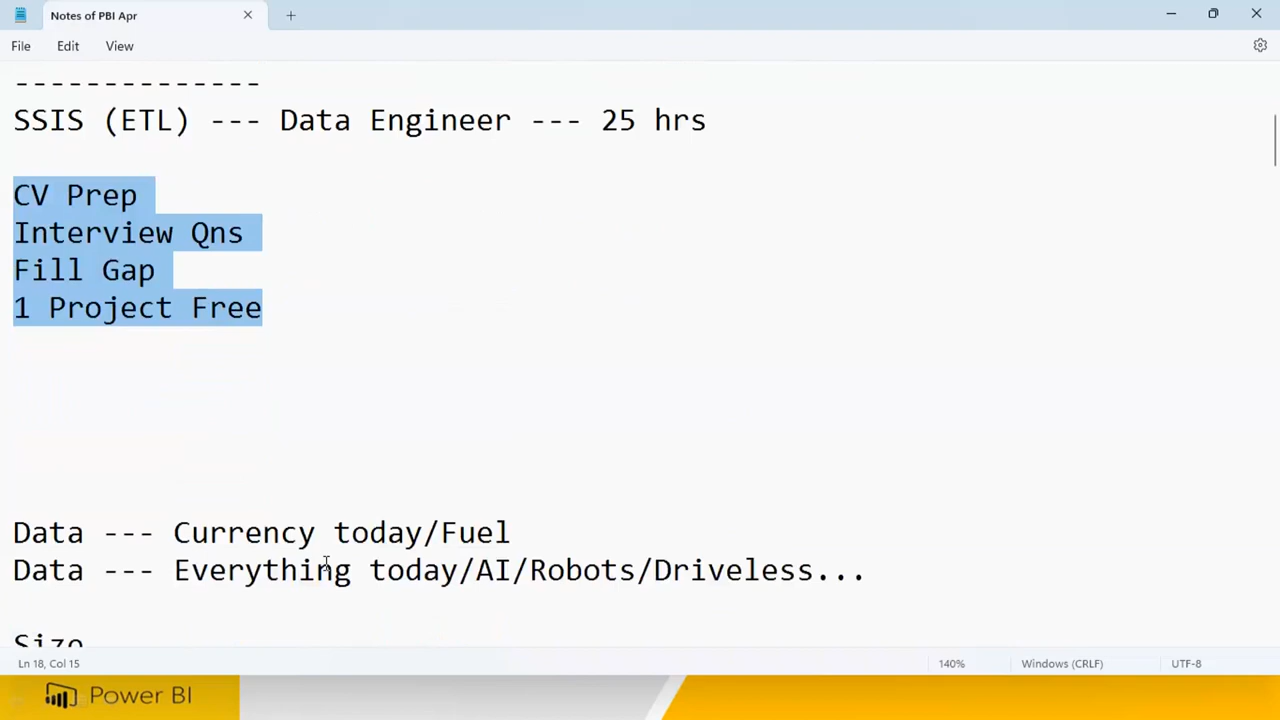 Notes of PBI Apr
File Edit View
--------------
SSIS (ETL) --- Data Engineer --- 25 hrs
CV Prep
Interview Qns
Fill Gap
1 Project Free
Data --- Currency today/Fuel
Data --- Everything today/AI/Robots/Driveless...
Size
Ln 18, Col 15 140% Windows (CRLF) UTF-8
Power BI